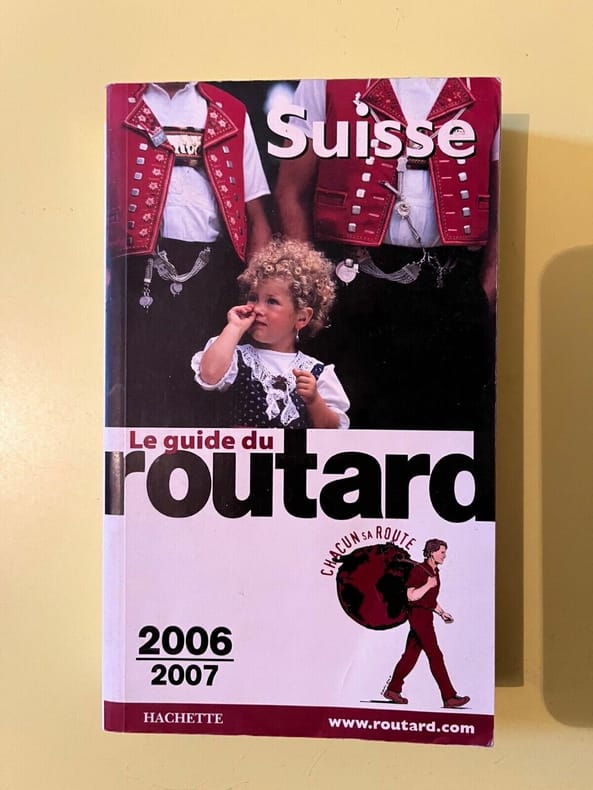 Suisse
Le guide du
routard
CHACUN SA ROUTE
2006
2007
HACHETTE
www.routard.com